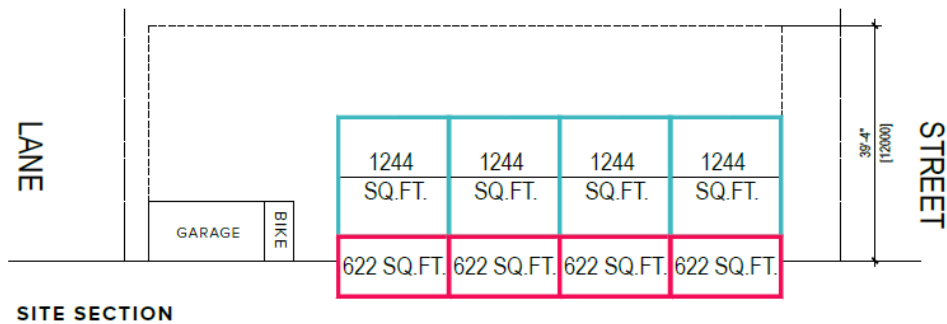 LANE
GARAGE
BIKE
1244
SQ.FT.
1244
SQ.FT.
1244
SQ.FT.
1244
SQ.FT.
622 SQ.FT.
622 SQ.FT.
622 SQ.FT.
622 SQ.FT.
39'-4"
[12000]
STREET
SITE SECTION